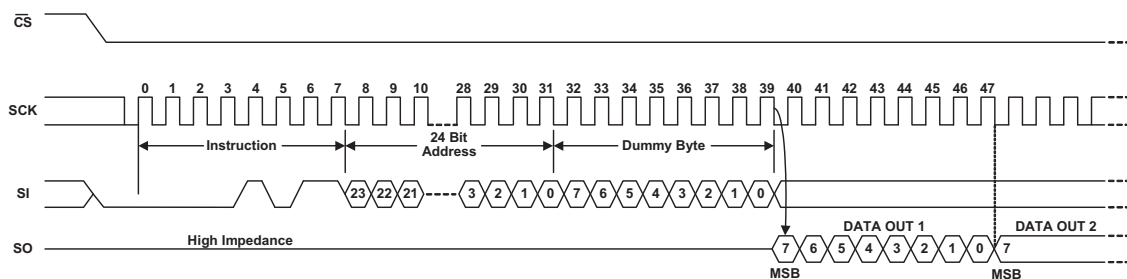 CS
0 1 2 3 4 5 6 7 8 9 10 28 29 30 31 32 33 34 35 36 37 38 39 40 41 42 43 44 45 46 47
SCK
Instruction
24 Bit
Address
Dummy Byte
SI
23 22 21 3 2 1 0 7 6 5 4 3 2 1 0
DATA OUT 1
DATA OUT 2
High Impedance
SO
7 6 5 4 3 2 1 0 7
MSB
MSB